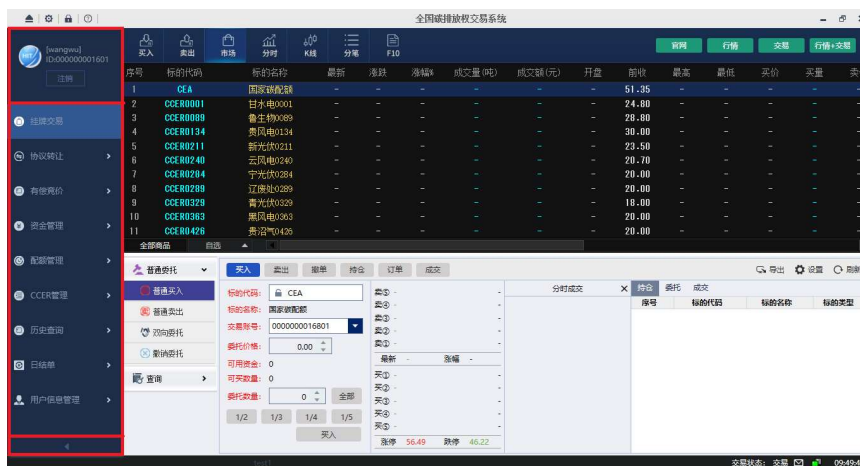 全国碳排放权交易系统
[wangwu]
ID:000000001601
注销
挂牌交易
协议转让
有偿竞价
资金管理
配额管理
CCER管理
历史查询
日结单
用户信息管理
买入 卖出 市场 分时 K线 分笔 F10
官网 行情 交易 行情+交易
序号 标的代码 标的名称 最新 涨跌 涨幅% 成交量(吨) 成交额(元) 开盘 前收 最高 最低 买价 买量 卖
1 CEA 国家碳配额 - - - - - - 51.35 - - - -
2 CCER0001 甘水电0001 - - - - - - 24.80 - - - -
3 CCER0089 鲁生物0089 - - - - - - 28.80 - - - -
4 CCER0134 贵风电0134 - - - - - - 30.00 - - - -
5 CCER0211 新光伏0211 - - - - - - 23.50 - - - -
6 CCER0240 云风电0240 - - - - - - 20.70 - - - -
7 CCER0284 宁光伏0284 - - - - - - 20.00 - - - -
8 CCER0289 辽废处0289 - - - - - - 20.00 - - - -
9 CCER0329 青光伏0329 - - - - - - 18.00 - - - -
10 CCER0363 黑风电0363 - - - - - - 20.00 - - - -
11 CCER0426 贵沼气0426 - - - - - - 20.00 - - - -
全部商品 自选
普通委托
普通买入
普通卖出
双向委托
撤销委托
查询
买入 卖出 撤单 持仓 订单 成交
导出 设置 刷新
标的代码: CEA
标的名称: 国家碳配额
交易账号: 0000000016801
委托价格: 0.00
可用资金: 0
可买数量: 0
委托数量: 0 全部
1/2 1/3 1/4 1/5
买入
卖⑤ - -
卖④ - -
卖③ - -
卖② - -
卖① - -
最新 - 涨幅 -
买① - -
买② - -
买③ - -
买④ - -
买⑤ - -
涨停 56.49 跌停 46.22
分时成交
持仓 委托 成交
序号 标的代码 标的名称 标的类型
交易状态: 交易 09:49:4